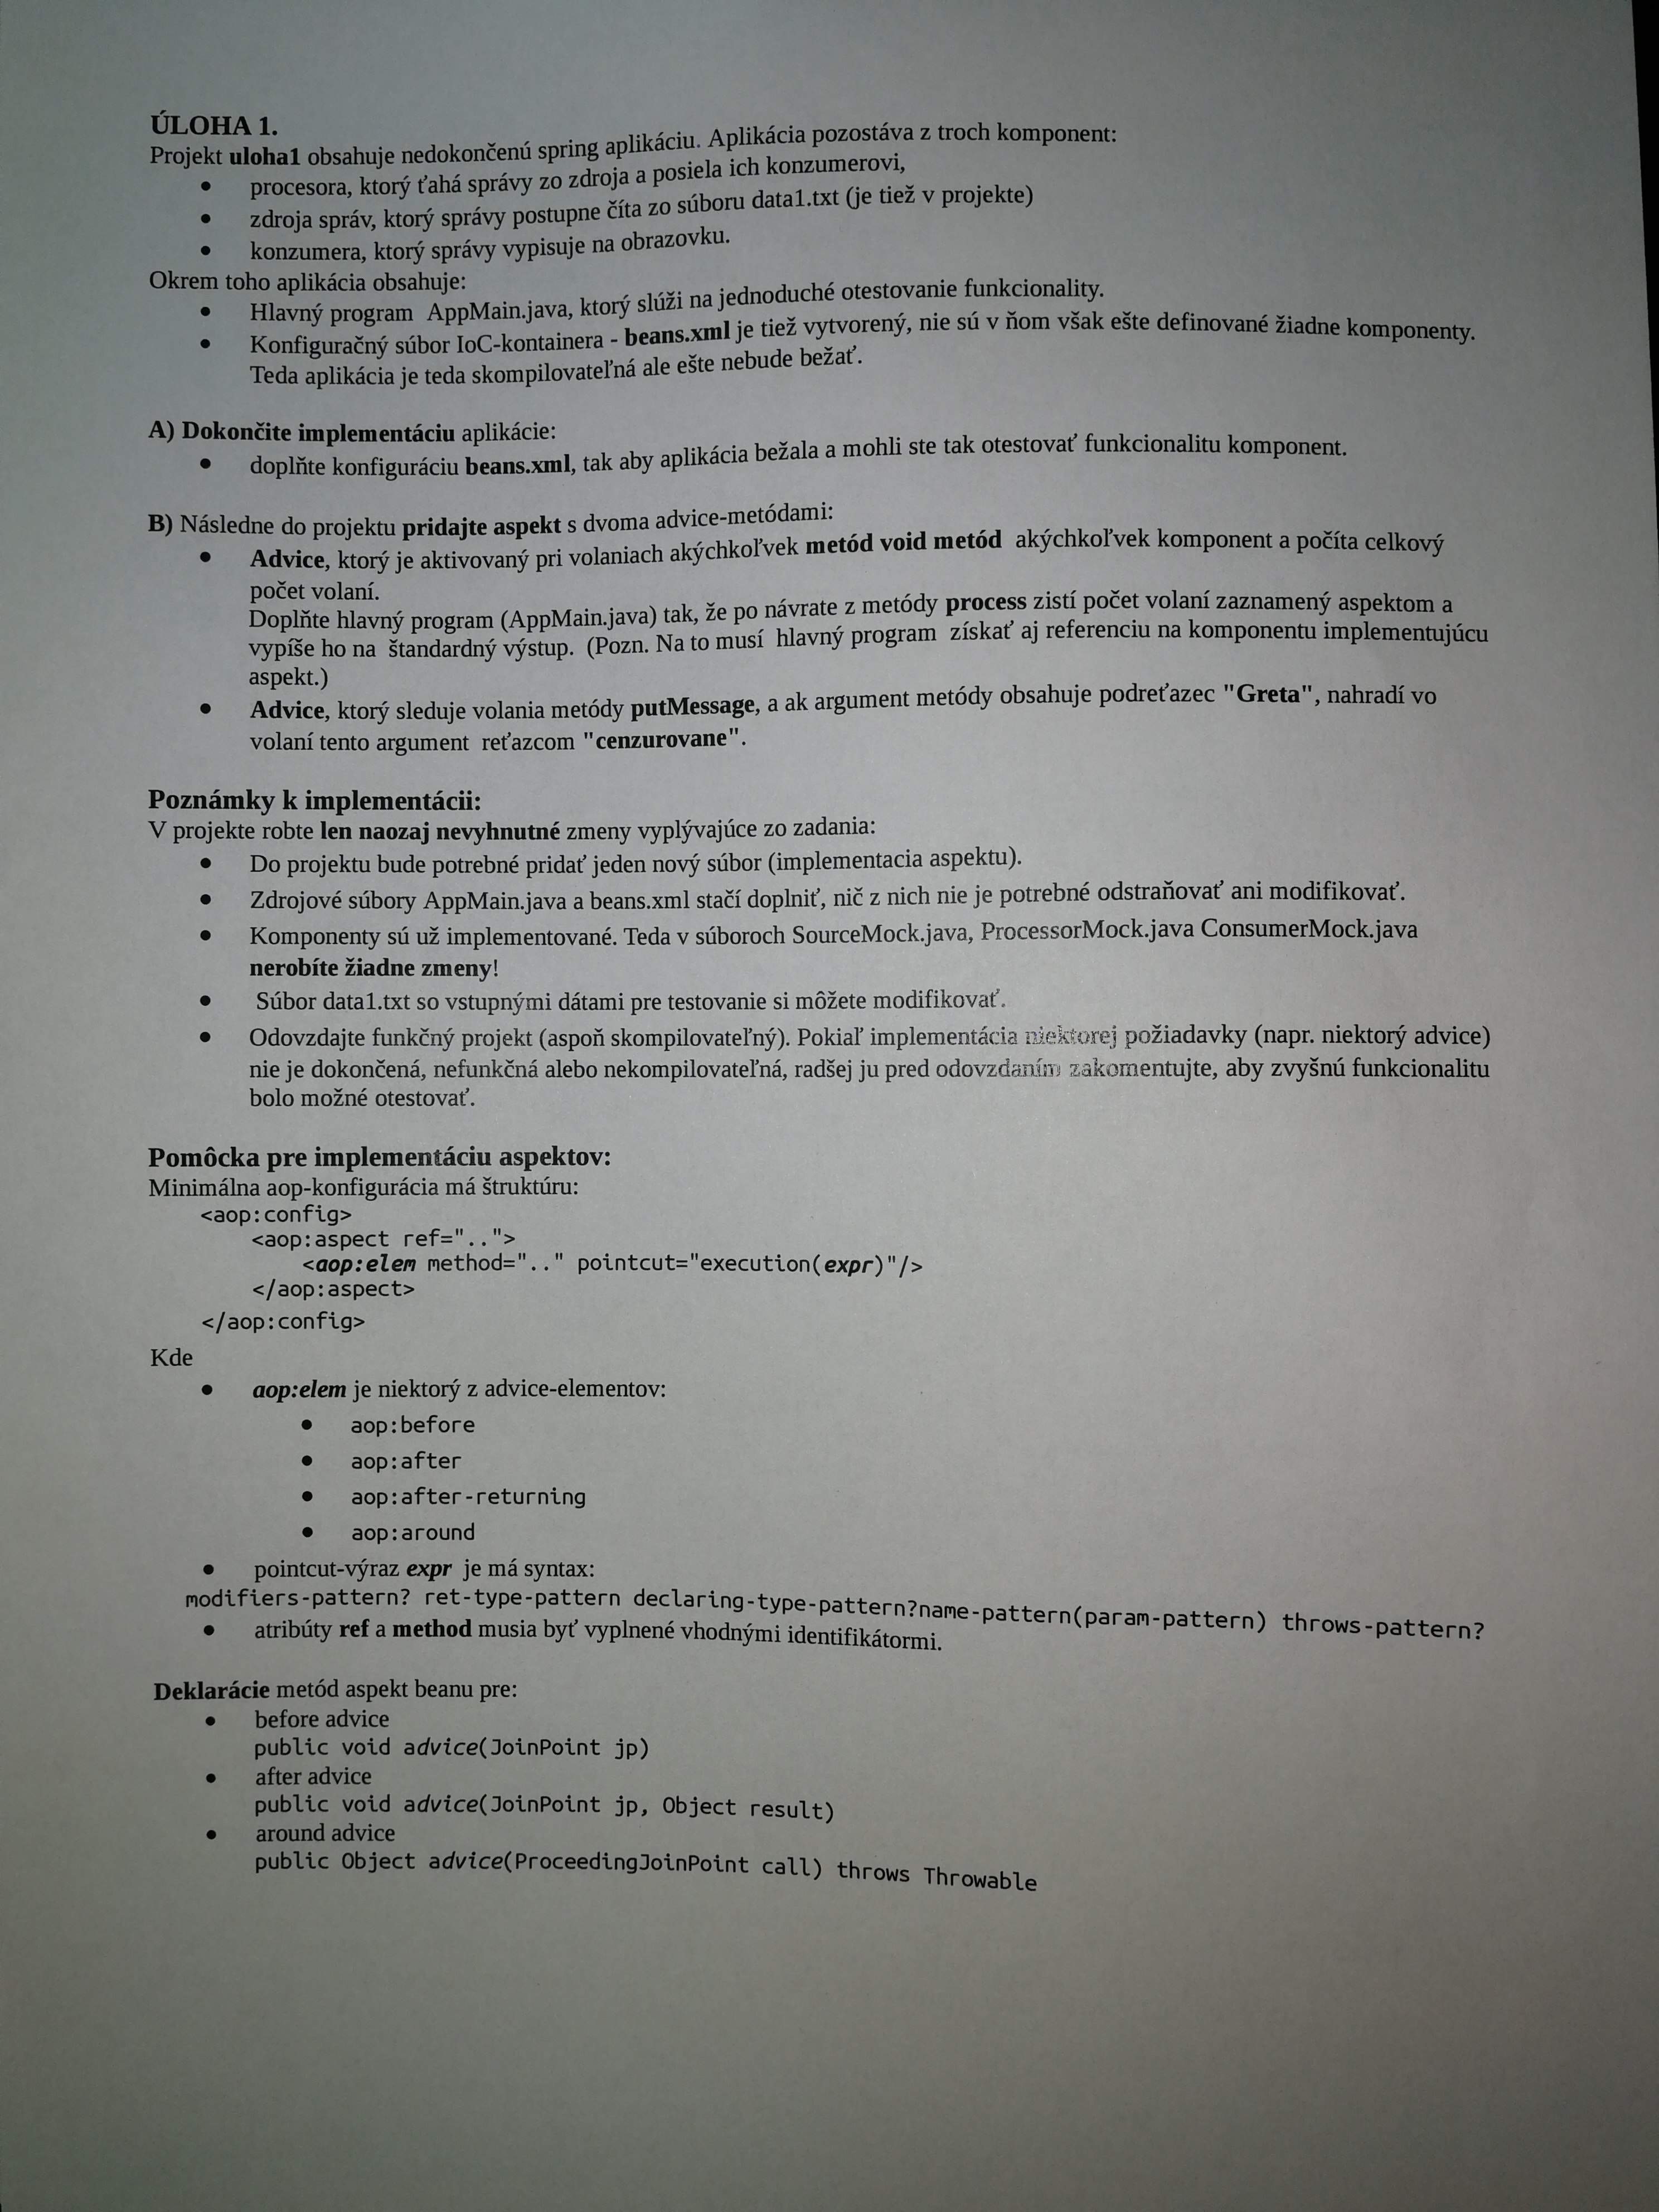 ÚLOHA 1.
Projekt uloha1 obsahuje nedokončenú spring aplikáciu. Aplikácia pozostáva z troch komponent:
• procesora, ktorý ťahá správy zo zdroja a posiela ich konzumerovi,
• zdroja správ, ktorý správy postupne číta zo súboru data1.txt (je tiež v projekte)
• konzumera, ktorý správy vypisuje na obrazovku.
Okrem toho aplikácia obsahuje:
• Hlavný program AppMain.java, ktorý slúži na jednoduché otestovanie funkcionality.
• Konfiguračný súbor IoC-kontainera - beans.xml je tiež vytvorený, nie sú v ňom však ešte definované žiadne komponenty.
Teda aplikácia je teda skompilovateľná ale ešte nebude bežať.
A) Dokončite implementáciu aplikácie:
• doplňte konfiguráciu beans.xml, tak aby aplikácia bežala a mohli ste tak otestovať funkcionalitu komponent.
B) Následne do projektu pridajte aspekt s dvoma advice-metódami:
• Advice, ktorý je aktivovaný pri volaniach akýchkoľvek metód void metód akýchkoľvek komponent a počíta celkový
počet volaní.
Doplňte hlavný program (AppMain.java) tak, že po návrate z metódy process zistí počet volaní zaznamený aspektom a
vypíše ho na štandardný výstup. (Pozn. Na to musí hlavný program získať aj referenciu na komponentu implementujúcu
aspekt.)
• Advice, ktorý sleduje volania metódy putMessage, a ak argument metódy obsahuje podreťazec "Greta", nahradí vo
volaní tento argument reťazcom "cenzurovane".
Poznámky k implementácii:
V projekte robte len naozaj nevyhnutné zmeny vyplývajúce zo zadania:
• Do projektu bude potrebné pridať jeden nový súbor (implementacia aspektu).
• Zdrojové súbory AppMain.java a beans.xml stačí doplniť, nič z nich nie je potrebné odstraňovať ani modifikovať.
• Komponenty sú už implementované. Teda v súboroch SourceMock.java, ProcessorMock.java ConsumerMock.java
nerobíte žiadne zmeny!
• Súbor data1.txt so vstupnými dátami pre testovanie si môžete modifikovať.
• Odovzdajte funkčný projekt (aspoň skompilovateľný). Pokiaľ implementácia niektorej požiadavky (napr. niektorý advice)
nie je dokončená, nefunkčná alebo nekompilovateľná, radšej ju pred odovzdaním zakomentujte, aby zvyšnú funkcionalitu
bolo možné otestovať.
Pomôcka pre implementáciu aspektov:
Minimálna aop-konfigurácia má štruktúru:
<aop:config>
<aop:aspect ref="..">
<aop:elem method=".." pointcut="execution(expr)"/>
</aop:aspect>
</aop:config>
Kde
• aop:elem je niektorý z advice-elementov:
• aop:before
• aop:after
• aop:after-returning
• aop:around
• pointcut-výraz expr je má syntax:
modifiers-pattern? ret-type-pattern declaring-type-pattern?name-pattern(param-pattern) throws-pattern?
• atribúty ref a method musia byť vyplnené vhodnými identifikátormi.
Deklarácie metód aspekt beanu pre:
• before advice
public void advice(JoinPoint jp)
• after advice
public void advice(JoinPoint jp, Object result)
• around advice
public Object advice(ProceedingJoinPoint call) throws Throwable